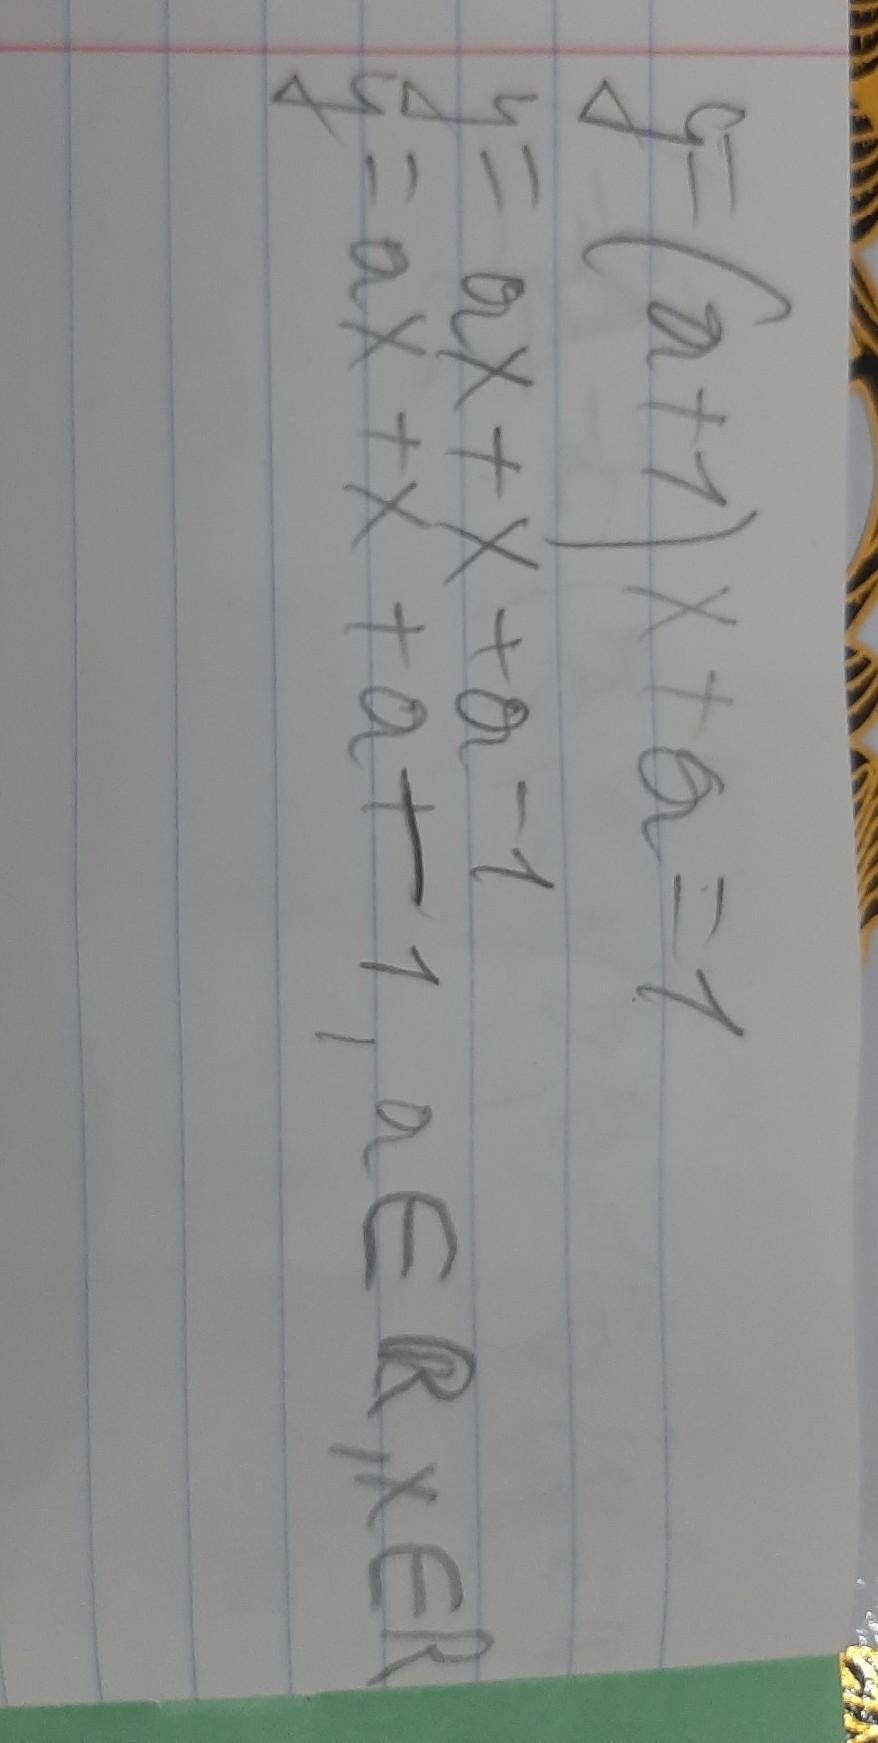 y=(a+1)x+a=1
y=ax+x+a-1
y=ax+x+a-1, a∈R, x∈R